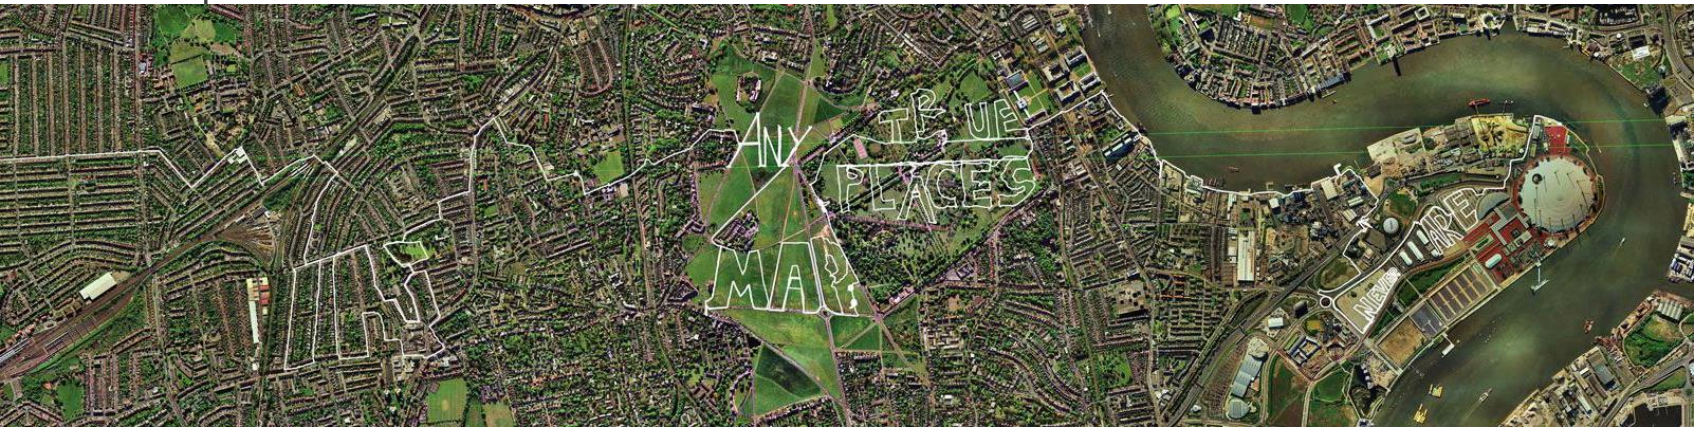 ANY
MAP;
TRUE
PLACES
NEVER
ARE